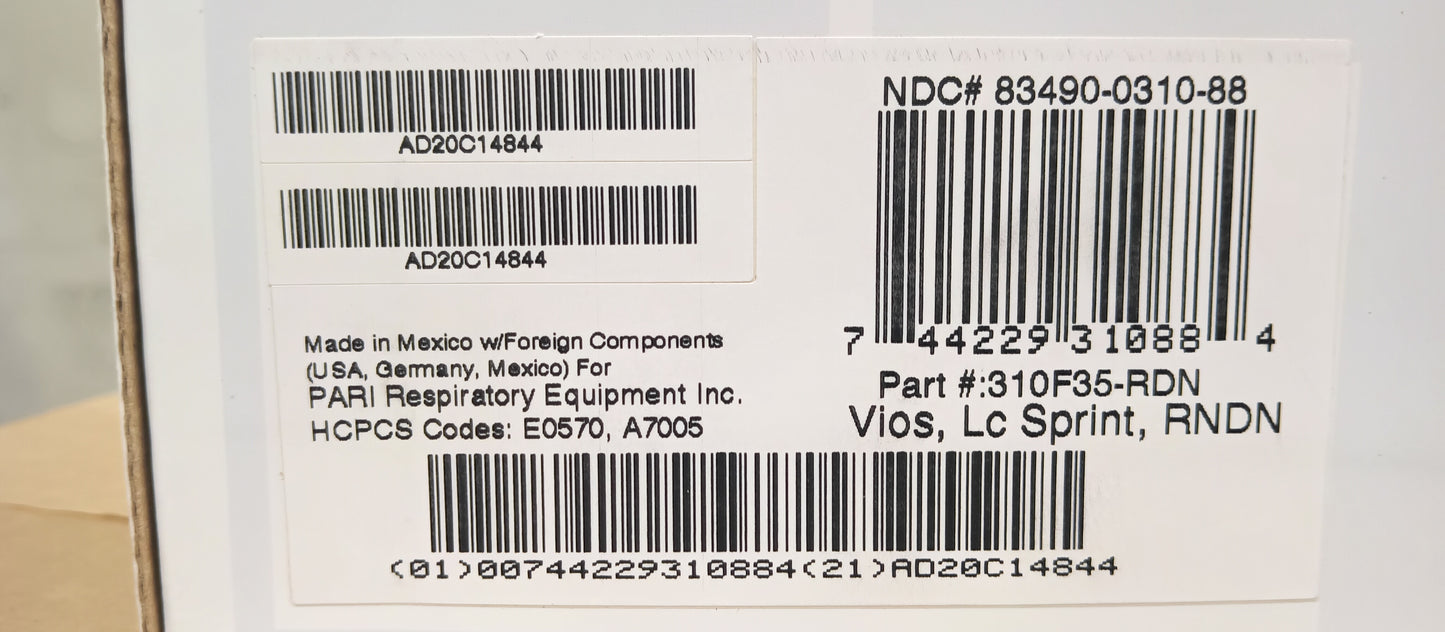 AD20C14844
AD20C14844
Made in Mexico w/Foreign Components
(USA, Germany, Mexico) For
PARI Respiratory Equipment Inc.
HCPCS Codes: E0570, A7005
NDC# 83490-0310-88
7 44229 31088 4
Part #:310F35-RDN
Vios, Lc Sprint, RNDN
(01)00744229310884(21)AD20C14844